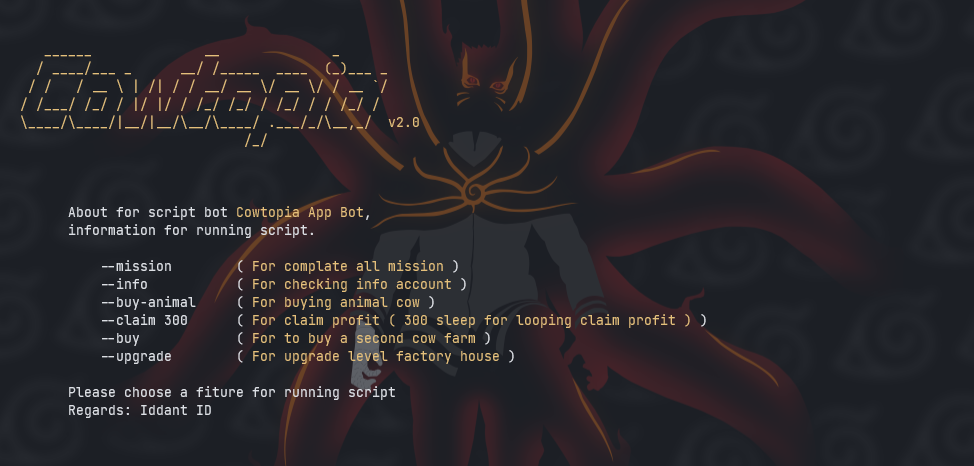 Cowtopia v2.0
About for script bot Cowtopia App Bot,
information for running script.
--mission ( For complate all mission )
--info ( For checking info account )
--buy-animal ( For buying animal cow )
--claim 300 ( For claim profit ( 300 sleep for looping claim profit ) )
--buy ( For to buy a second cow farm )
--upgrade ( For upgrade level factory house )
Please choose a fiture for running script
Regards: Iddant ID